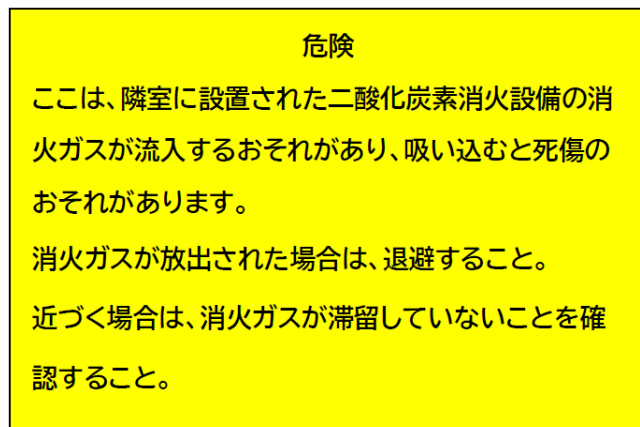 危険
ここは、隣室に設置された二酸化炭素消火設備の消
火ガスが流入するおそれがあり、吸い込むと死傷の
おそれがあります。
消火ガスが放出された場合は、退避すること。
近づく場合は、消火ガスが滞留していないことを確
認すること。